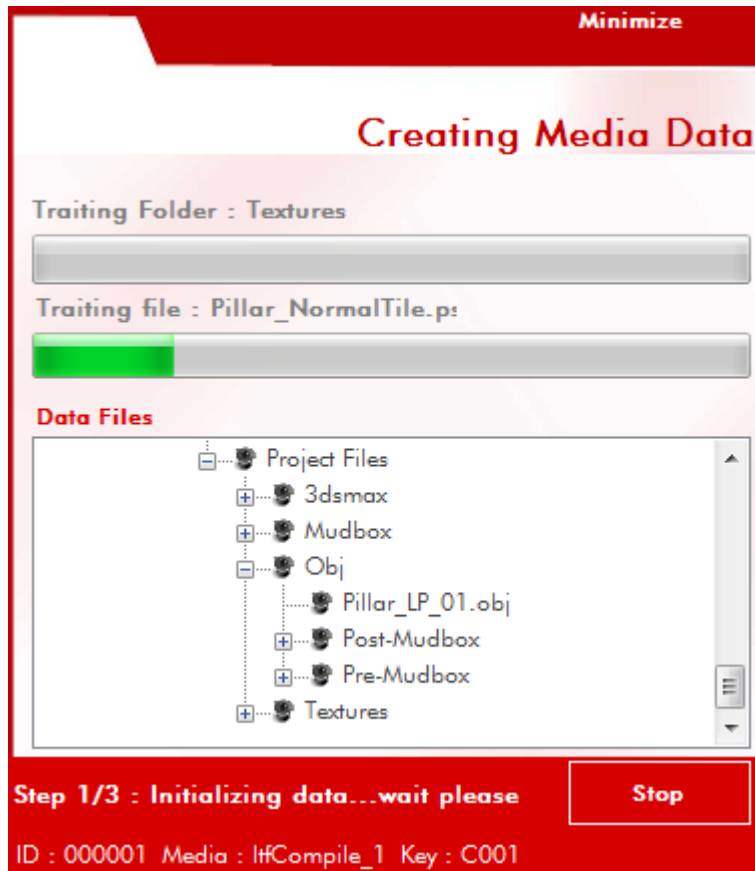 Minimize
Creating Media Data
Traiting Folder : Textures
Traiting file : Pillar_NormalTile.ps
Data Files
Project Files
3dsmax
Mudbox
Obj
Pillar_LP_01.obj
Post-Mudbox
Pre-Mudbox
Textures
Step 1/3 : Initializing data...wait please
Stop
ID : 000001 Media : ItfCompile_1 Key : C001